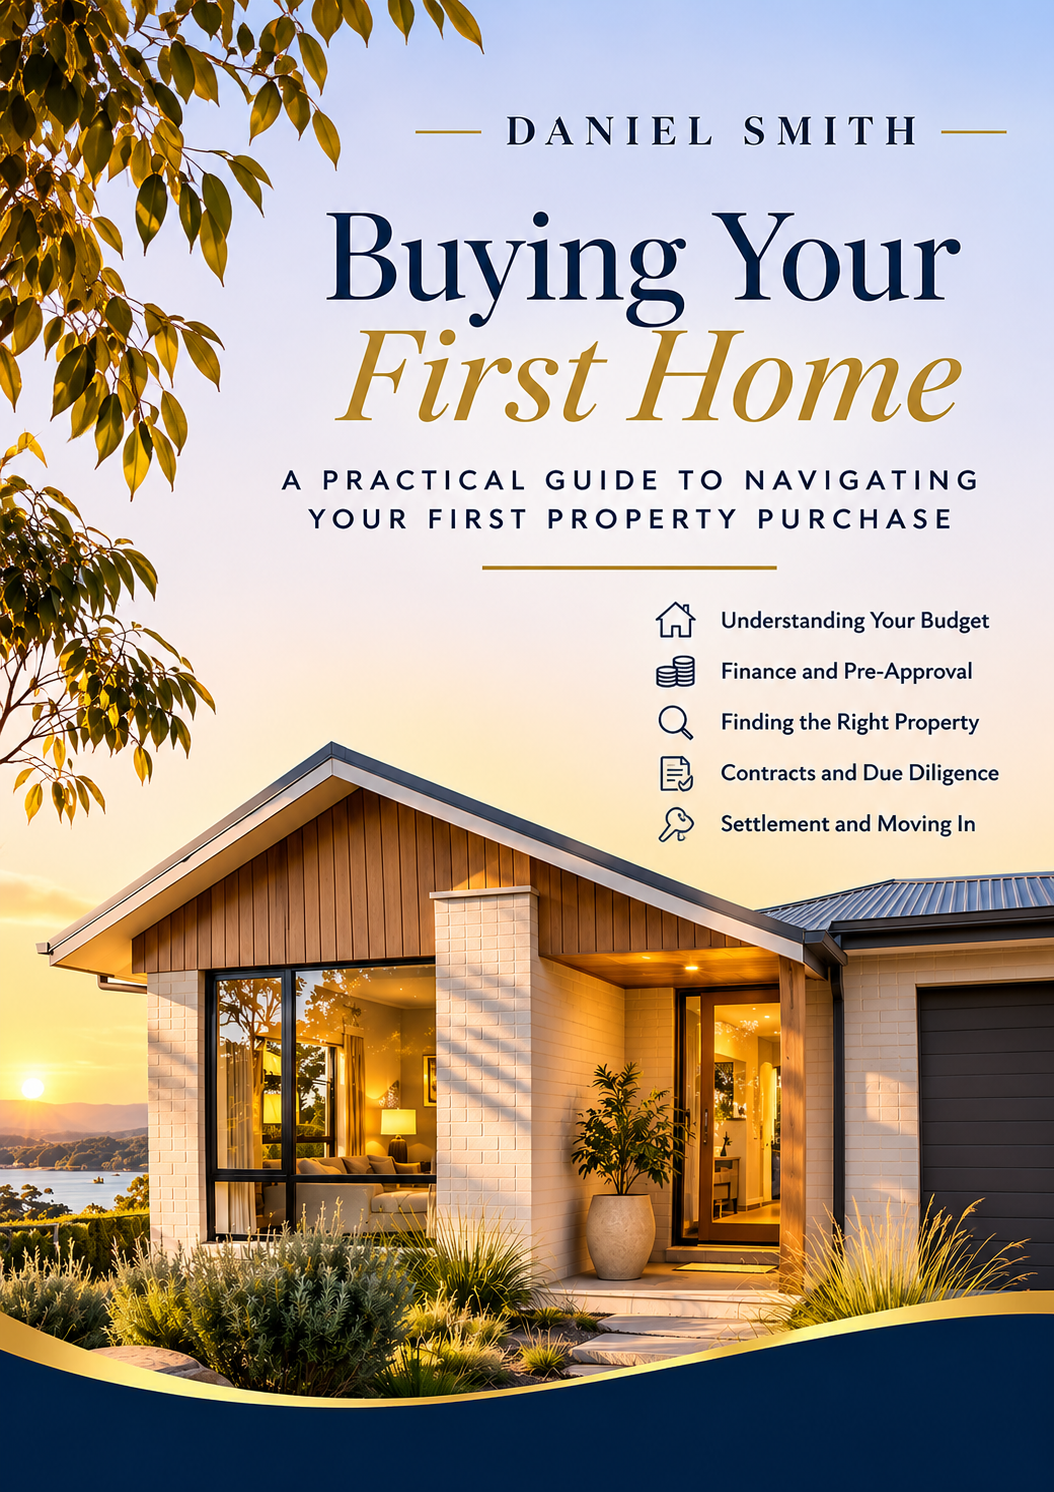 DANIEL SMITH
Buying Your
First Home
A PRACTICAL GUIDE TO NAVIGATING
YOUR FIRST PROPERTY PURCHASE
Understanding Your Budget
Finance and Pre-Approval
Finding the Right Property
Contracts and Due Diligence
Settlement and Moving In